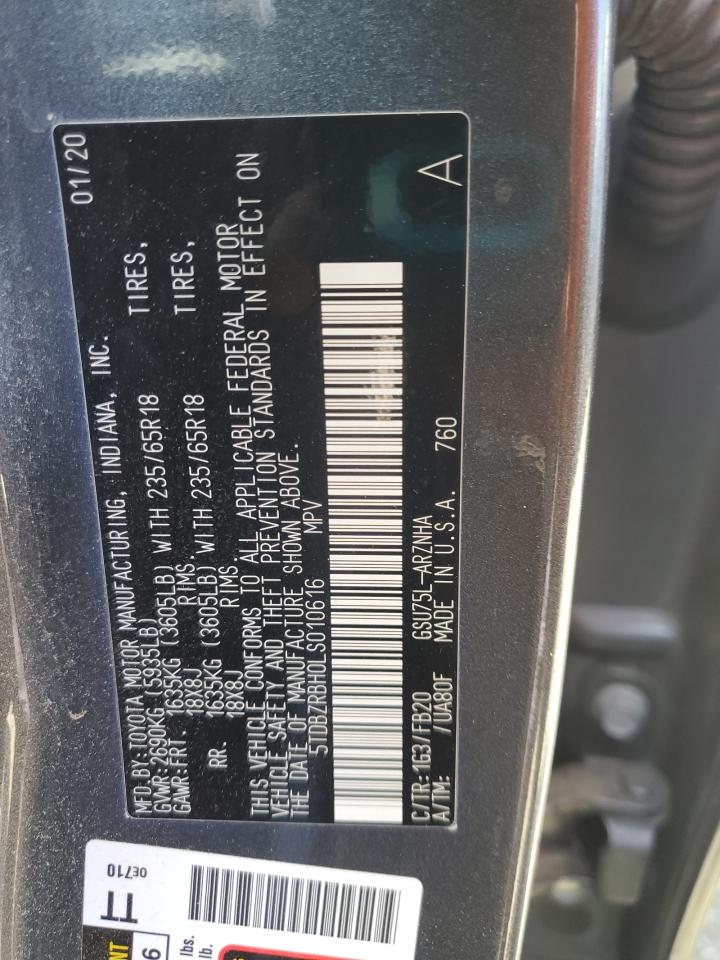 MFD.BY:TOYOTA MOTOR MANUFACTURING, INDIANA, INC. 01/20
GVWR:2690KG (5935LB)
GAWR:FRT. 1635KG (3605LB) WITH 235/65R18 TIRES,
18X8J RIMS.
RR. 1635KG (3605LB) WITH 235/65R18 TIRES,
18X8J RIMS.
THIS VEHICLE CONFORMS TO ALL APPLICABLE FEDERAL MOTOR
VEHICLE SAFETY AND THEFT PREVENTION STANDARDS IN EFFECT ON
THE DATE OF MANUFACTURE SHOWN ABOVE.
5TDBZRBH0LS010616 MPV
C/TR:1G3/FB20 GSU75L-ARZNHA A
A/TM: /UA80F MADE IN U.S.A. 760
0E710
6
lbs.
lb.